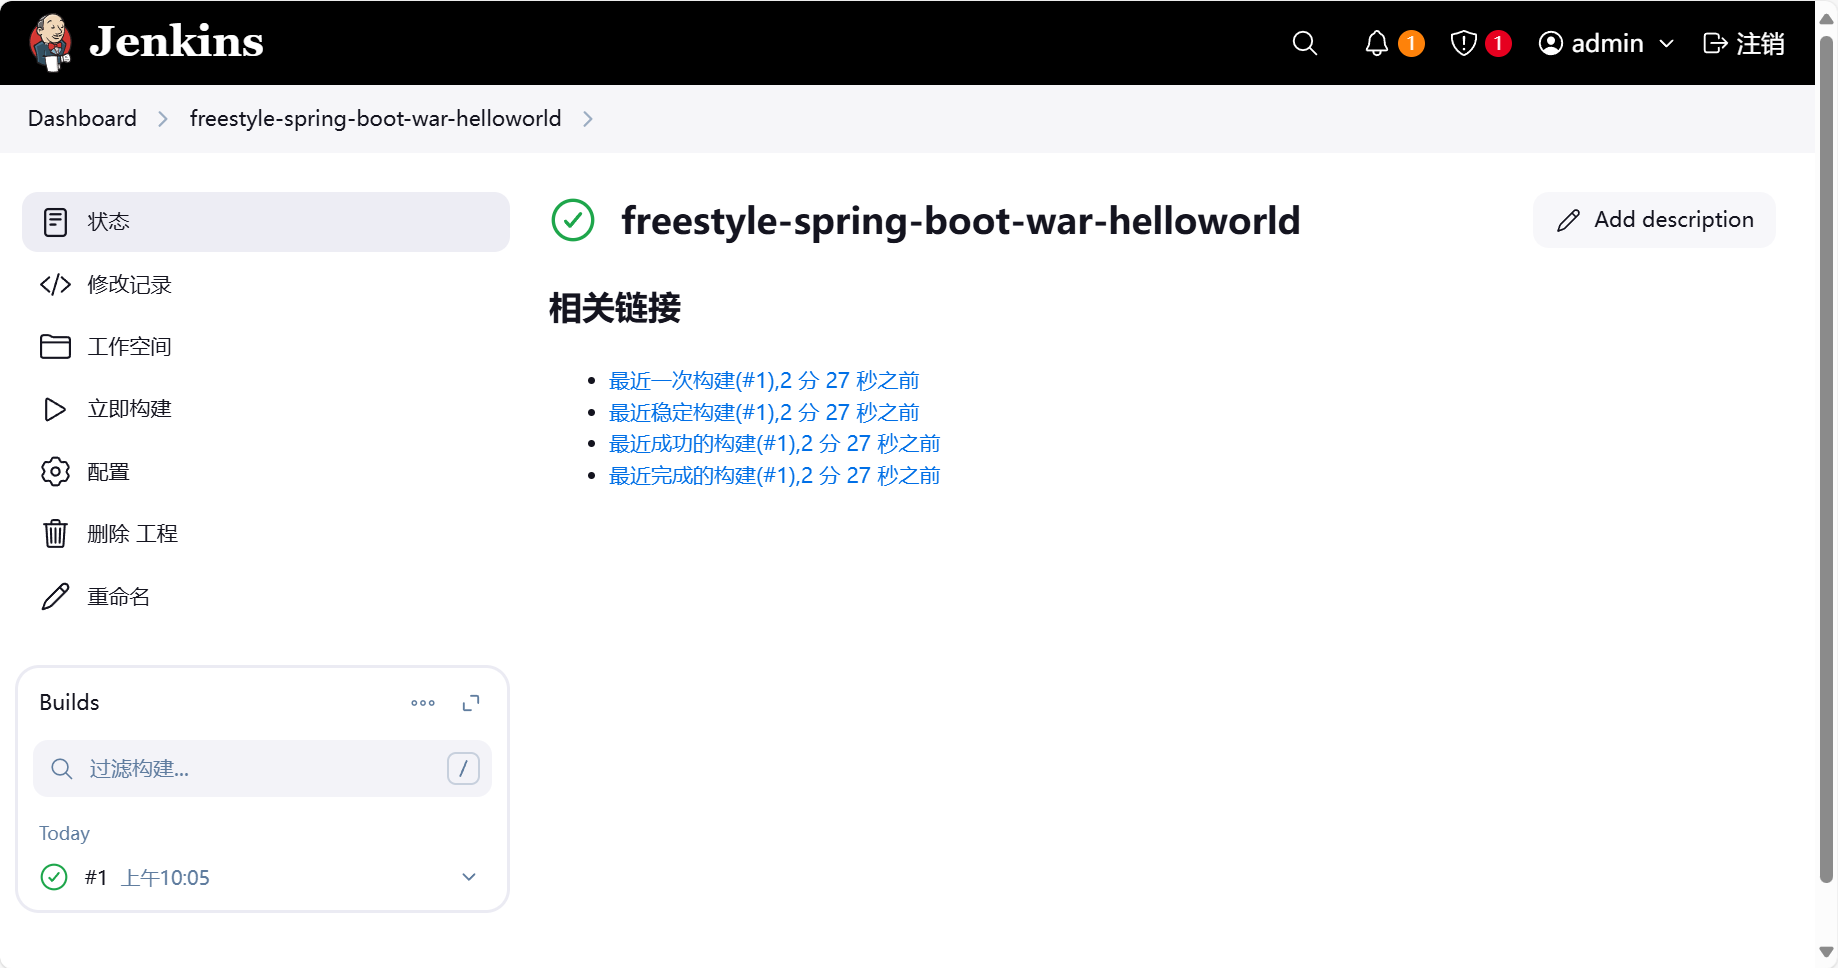 Jenkins
1
1
admin
注销
Dashboard
freestyle-spring-boot-war-helloworld
状态
修改记录
工作空间
立即构建
配置
删除 工程
重命名
Builds
过滤构建...
/
Today
#1 上午10:05
freestyle-spring-boot-war-helloworld
Add description
相关链接
最近一次构建(#1),2 分 27 秒之前
最近稳定构建(#1),2 分 27 秒之前
最近成功的构建(#1),2 分 27 秒之前
最近完成的构建(#1),2 分 27 秒之前